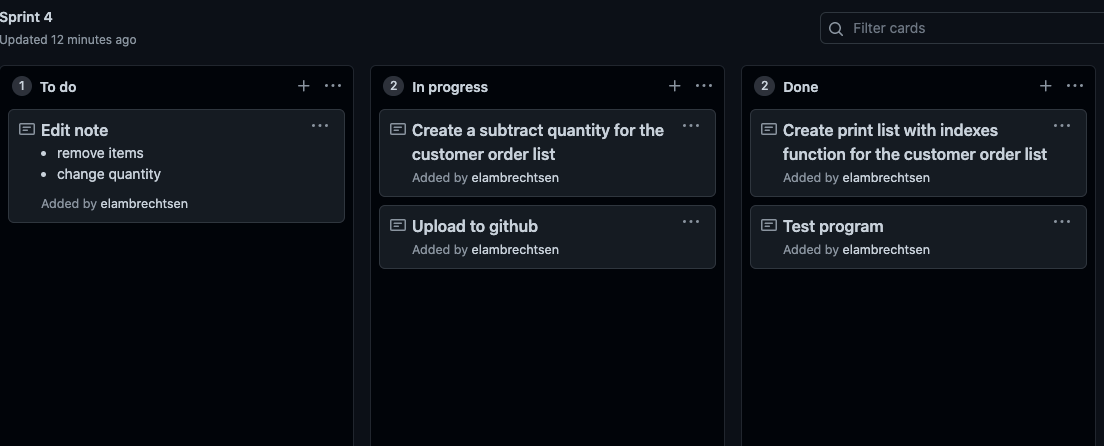 Sprint 4
Updated 12 minutes ago
Filter cards
1 To do
Edit note
• remove items
• change quantity
Added by elambrechtsen
2 In progress
Create a subtract quantity for the
customer order list
Added by elambrechtsen
Upload to github
Added by elambrechtsen
2 Done
Create print list with indexes
function for the customer order list
Added by elambrechtsen
Test program
Added by elambrechtsen